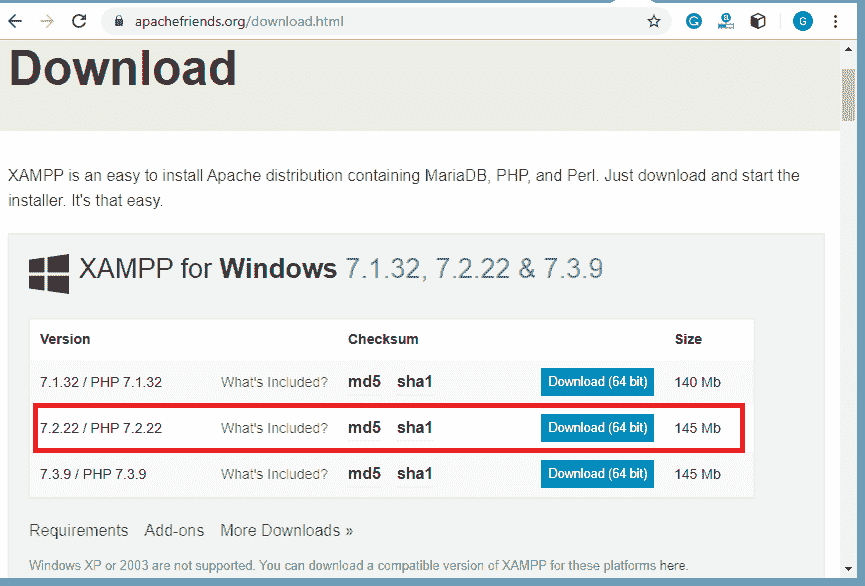 apachefriends.org/download.html
G
a
G
Download
XAMPP is an easy to install Apache distribution containing MariaDB, PHP, and Perl. Just download and start the
installer. It's that easy.
XAMPP for Windows 7.1.32, 7.2.22 & 7.3.9
Version Checksum Size
7.1.32 / PHP 7.1.32 What's Included? md5 sha1 Download (64 bit) 140 Mb
7.2.22 / PHP 7.2.22 What's Included? md5 sha1 Download (64 bit) 145 Mb
7.3.9 / PHP 7.3.9 What's Included? md5 sha1 Download (64 bit) 145 Mb
Requirements Add-ons More Downloads »
Windows XP or 2003 are not supported. You can download a compatible version of XAMPP for these platforms here.